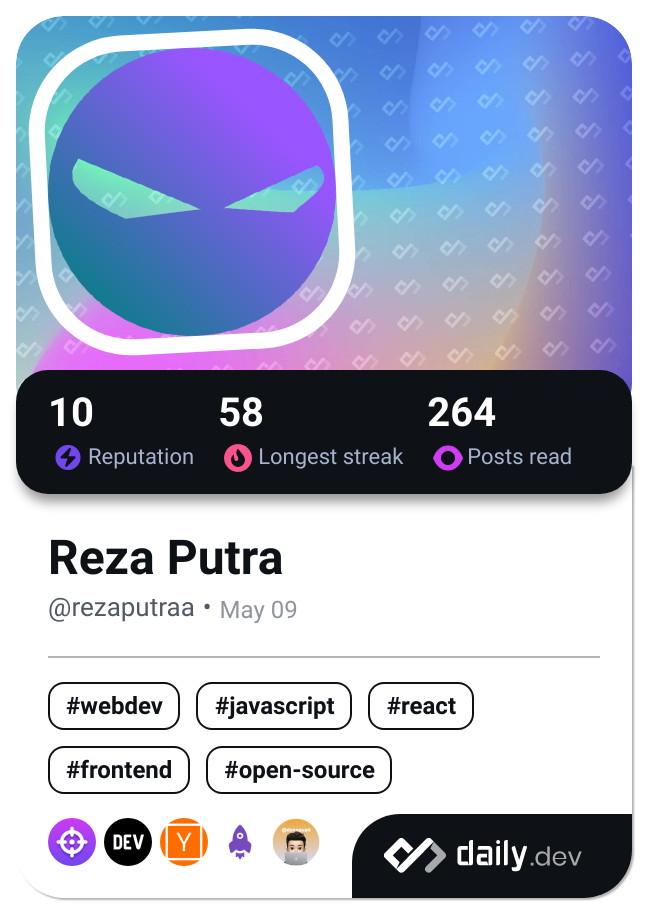 10 58 264
Reputation Longest streak Posts read
Reza Putra
@rezaputraa • May 09
#webdev #javascript #react
#frontend #open-source
DEV Y
daily.dev